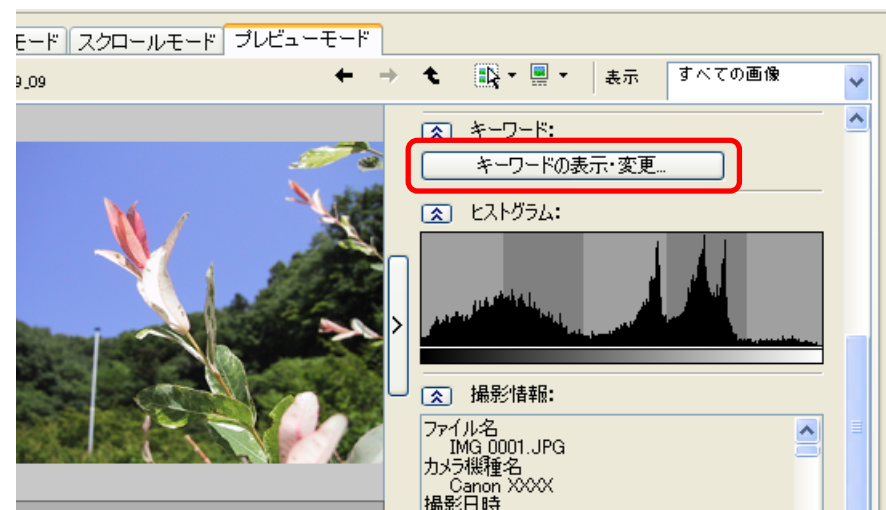 モード スクロールモード プレビューモード
9_09 表示 すべての画像
キーワード:
キーワードの表示・変更...
ヒストグラム:
撮影情報:
ファイル名
IMG_0001.JPG
カメラ機種名
Canon XXXX
撮影日時